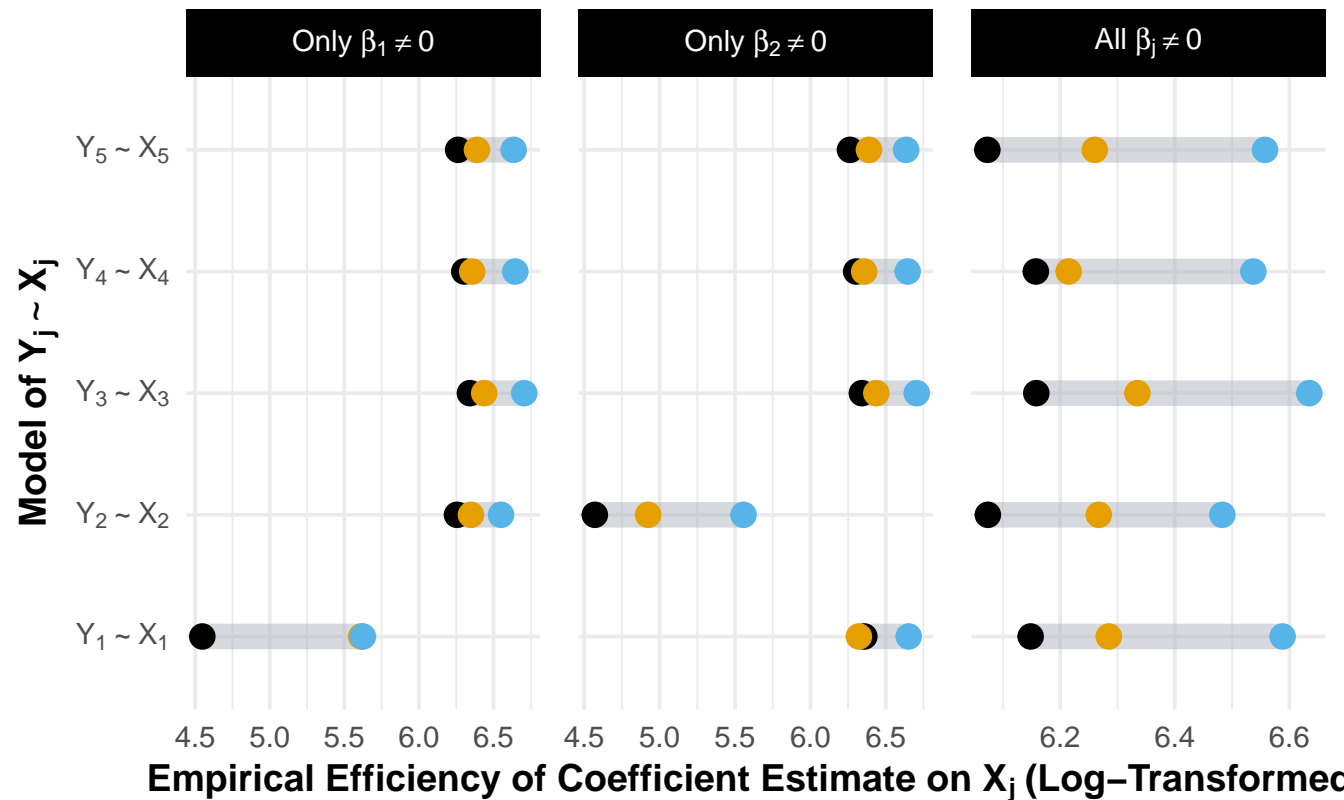 Only β₁ ≠ 0
Only β₂ ≠ 0
All βⱼ ≠ 0
Model of Yⱼ ~ Xⱼ
Y₅ ~ X₅
Y₄ ~ X₄
Y₃ ~ X₃
Y₂ ~ X₂
Y₁ ~ X₁
4.5 5.0 5.5 6.0 6.5
4.5 5.0 5.5 6.0 6.5
6.2 6.4 6.6
Empirical Efficiency of Coefficient Estimate on Xⱼ (Log−Transformed